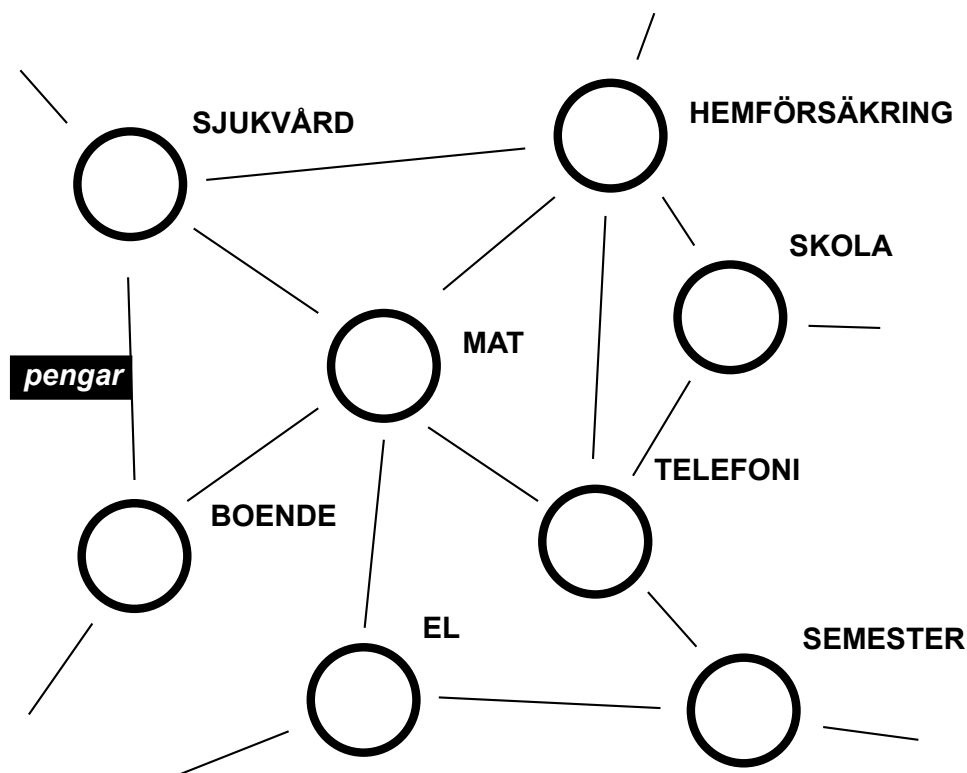 HEMFÖRSÄKRING
SJUKVÅRD
SKOLA
MAT
pengar
TELEFONI
BOENDE
EL
SEMESTER